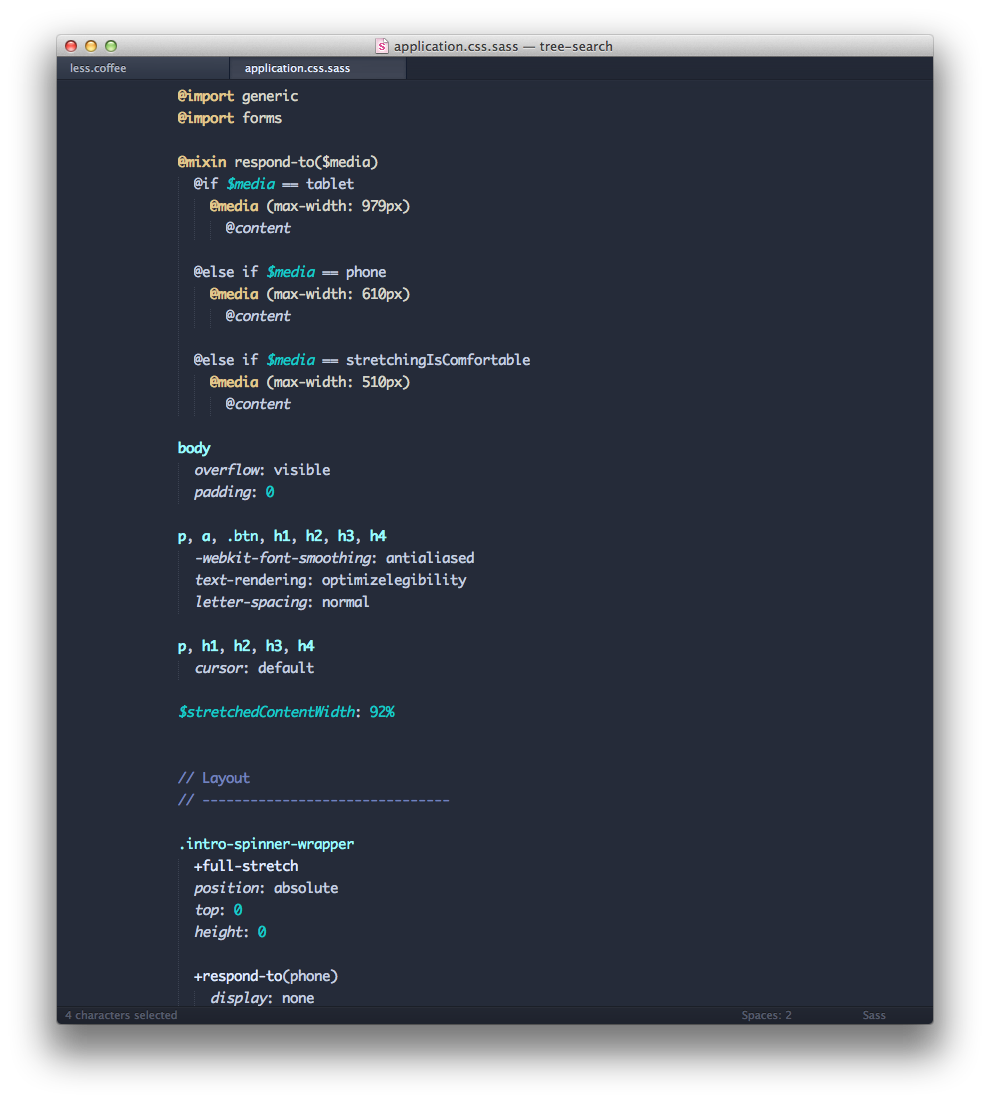 application.css.sass — tree-search
less.coffee
application.css.sass
@import generic
@import forms
@mixin respond-to($media)
@if $media == tablet
@media (max-width: 979px)
@content
@else if $media == phone
@media (max-width: 610px)
@content
@else if $media == stretchingIsComfortable
@media (max-width: 510px)
@content
body
overflow: visible
padding: 0
p, a, .btn, h1, h2, h3, h4
-webkit-font-smoothing: antialiased
text-rendering: optimizelegibility
letter-spacing: normal
p, h1, h2, h3, h4
cursor: default
$stretchedContentWidth: 92%
// Layout
// -------------------------------
.intro-spinner-wrapper
+full-stretch
position: absolute
top: 0
height: 0
+respond-to(phone)
display: none
4 characters selected
Spaces: 2
Sass